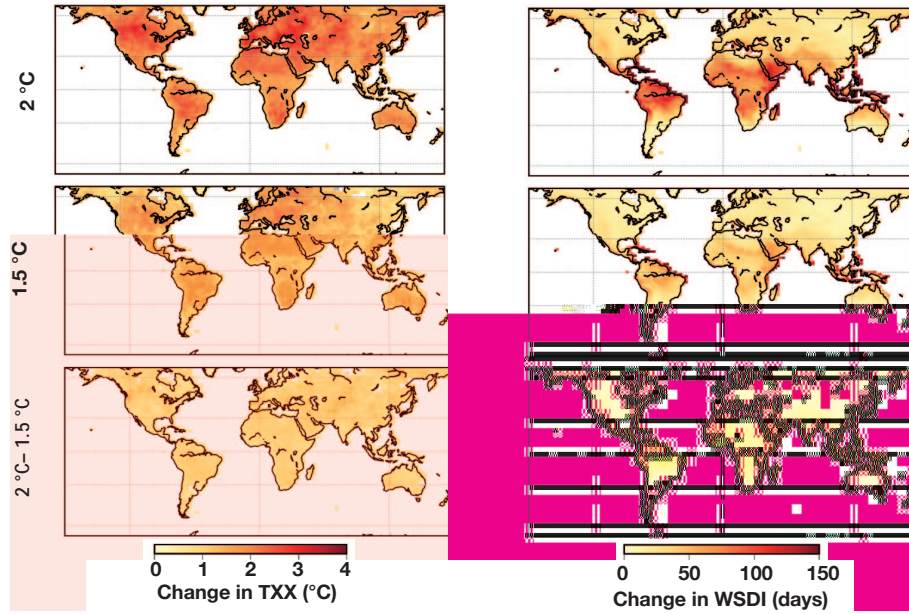 2 °C
1.5 °C
2 °C– 1.5 °C
0 1 2 3 4
Change in TXX (°C)
0 50 100 150
Change in WSDI (days)